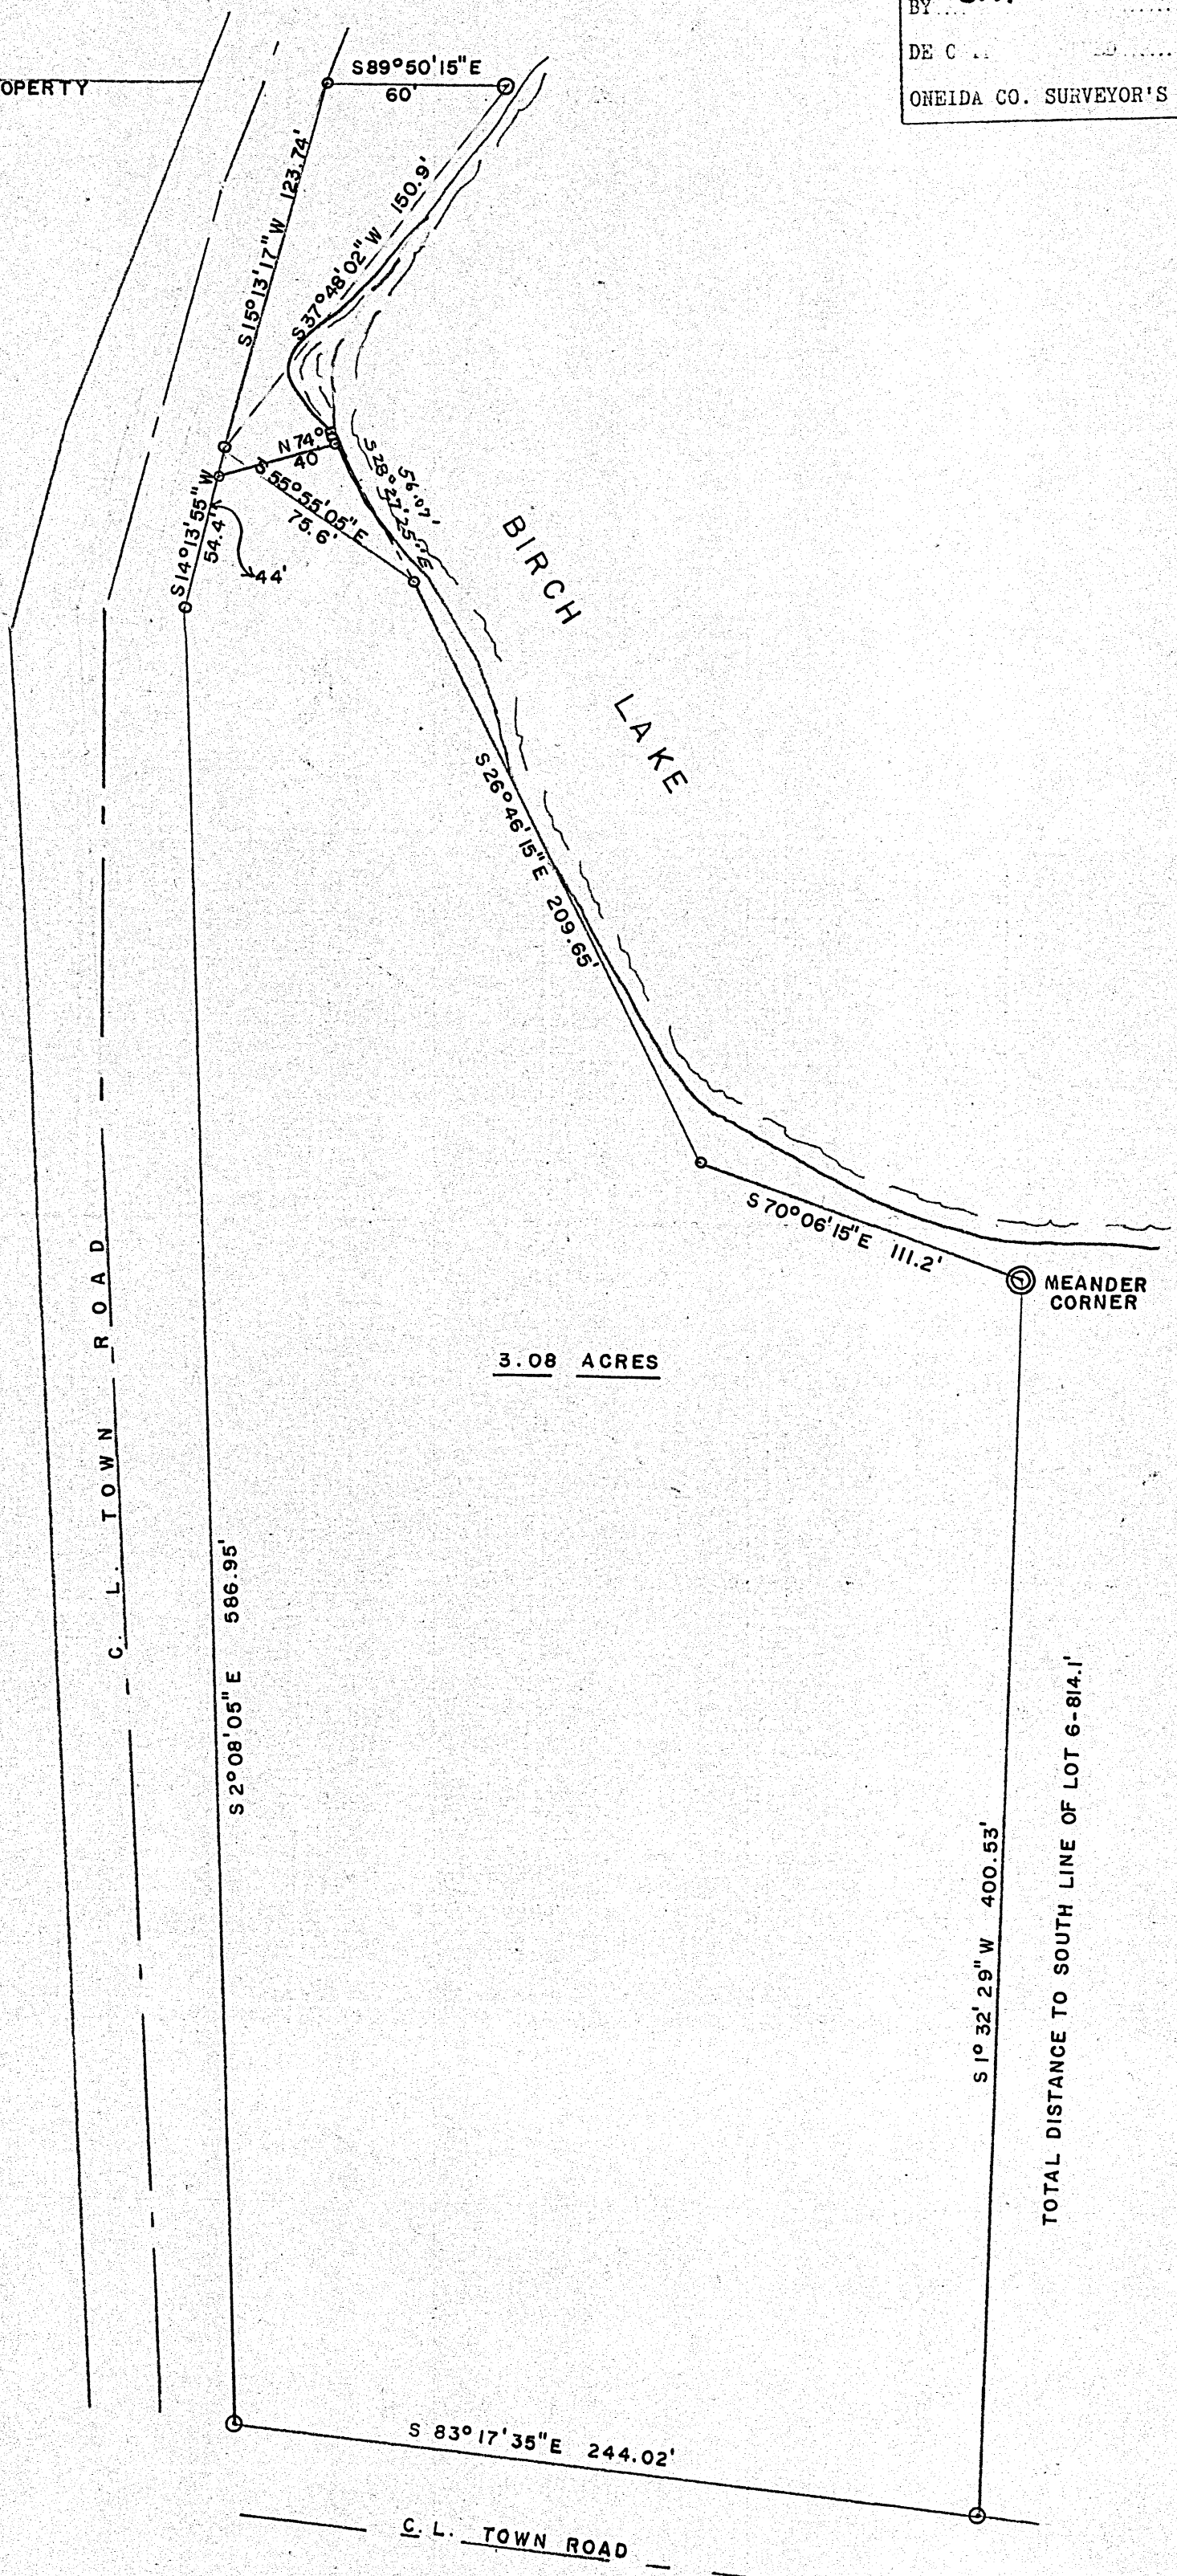 BY
DE C
ONEIDA CO. SURVEYOR'S
OPERTY
S89°50'15"E
60'
S15°13'17"W 123.74'
S37°48'02"W 150.9'
N74°
40'
S55°55'05"E
75.6'
56.07'
S28°27'25"E
S14°13'55"W
54.4'
44'
BIRCH
LAKE
S26°46'15"E 209.65'
S70°06'15"E 111.2'
MEANDER
CORNER
3.08 ACRES
C. L. TOWN ROAD
S2°08'05"E 586.95'
S1°32'29"W 400.53'
TOTAL DISTANCE TO SOUTH LINE OF LOT 6-814.1'
S 83°17'35"E 244.02'
C.L. TOWN ROAD